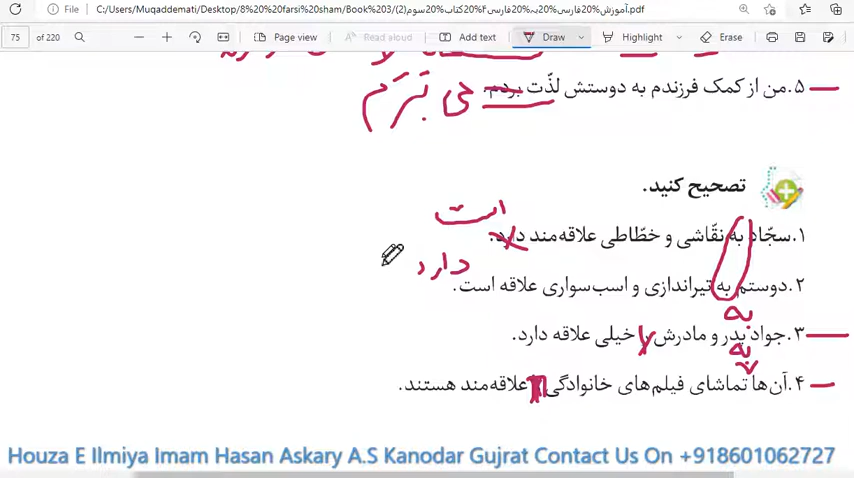 File | C:/Users/Muqaddemati/Desktop/8%20%20farsi%20sham/Book%203/(2)آموزش%20فارسی%20به%20فارسی%20کتاب%20سوم.pdf
75 of 220 Page view Add text Draw Highlight Erase
۵.من از کمک فرزندم به دوستش لذّت بردم. می بَرَم
تصحیح کنید.
است
۱.سجّاد به نقّاشی و خطّاطی علاقه‌مند دارد.
دارد
۲.دوستم به تیراندازی و اسب‌سواری علاقه است.
به
۳.جواد پدر و مادرش را خیلی علاقه دارد.
به
۴.آن‌ها تماشای فیلم‌های خانوادگی علاقه‌مند هستند.
Houza E Ilmiya Imam Hasan Askary A.S Kanodar Gujrat Contact Us On +918601062727